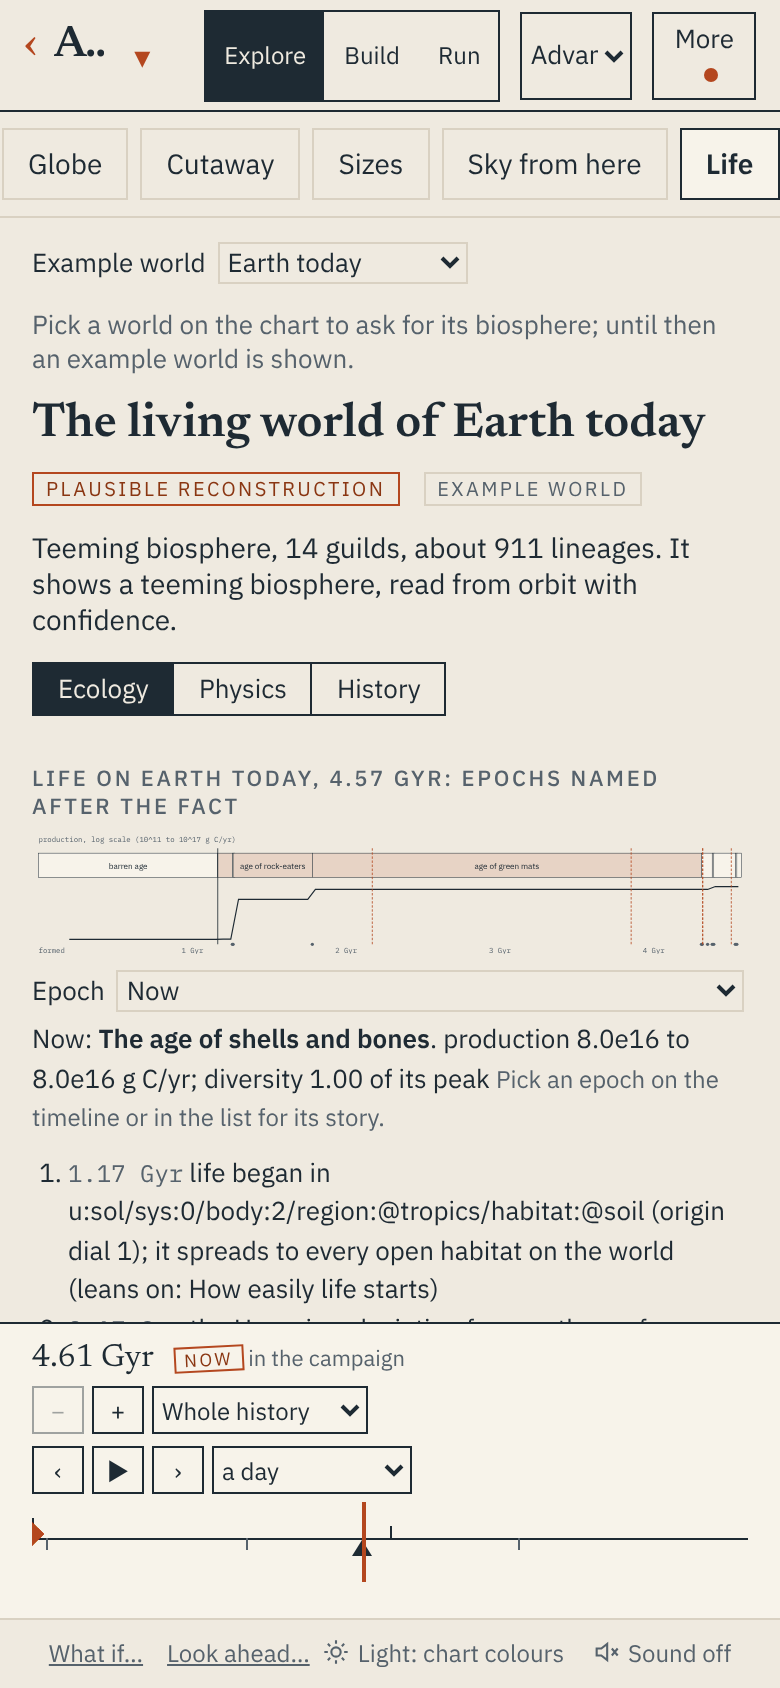 ‹ A.. ▼ Explore Build Run Advar More
Globe Cutaway Sizes Sky from here Life
Example world Earth today
Pick a world on the chart to ask for its biosphere; until then
an example world is shown.
The living world of Earth today
PLAUSIBLE RECONSTRUCTION EXAMPLE WORLD
Teeming biosphere, 14 guilds, about 911 lineages. It
shows a teeming biosphere, read from orbit with
confidence.
Ecology Physics History
LIFE ON EARTH TODAY, 4.57 GYR: EPOCHS NAMED
AFTER THE FACT
production, log scale (10^11 to 10^17 g C/yr)
barren age age of rock-eaters age of green mats
formed 1 Gyr 2 Gyr 3 Gyr 4 Gyr
Epoch Now
Now: The age of shells and bones. production 8.0e16 to
8.0e16 g C/yr; diversity 1.00 of its peak Pick an epoch on the
timeline or in the list for its story.
1. 1.17 Gyr life began in
u:sol/sys:0/body:2/region:@tropics/habitat:@soil (origin
dial 1); it spreads to every open habitat on the world
(leans on: How easily life starts)
4.61 Gyr NOW in the campaign
− + Whole history
‹ ▶ › a day
What if... Look ahead... Light: chart colours Sound off